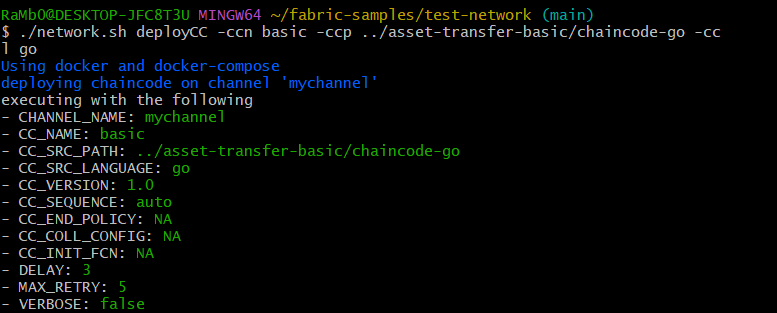 RaMbO@DESKTOP-JFC8T3U MINGW64 ~/fabric-samples/test-network (main)
$ ./network.sh deployCC -ccn basic -ccp ../asset-transfer-basic/chaincode-go -cc
l go
Using docker and docker-compose
deploying chaincode on channel 'mychannel'
executing with the following
- CHANNEL_NAME: mychannel
- CC_NAME: basic
- CC_SRC_PATH: ../asset-transfer-basic/chaincode-go
- CC_SRC_LANGUAGE: go
- CC_VERSION: 1.0
- CC_SEQUENCE: auto
- CC_END_POLICY: NA
- CC_COLL_CONFIG: NA
- CC_INIT_FCN: NA
- DELAY: 3
- MAX_RETRY: 5
- VERBOSE: false